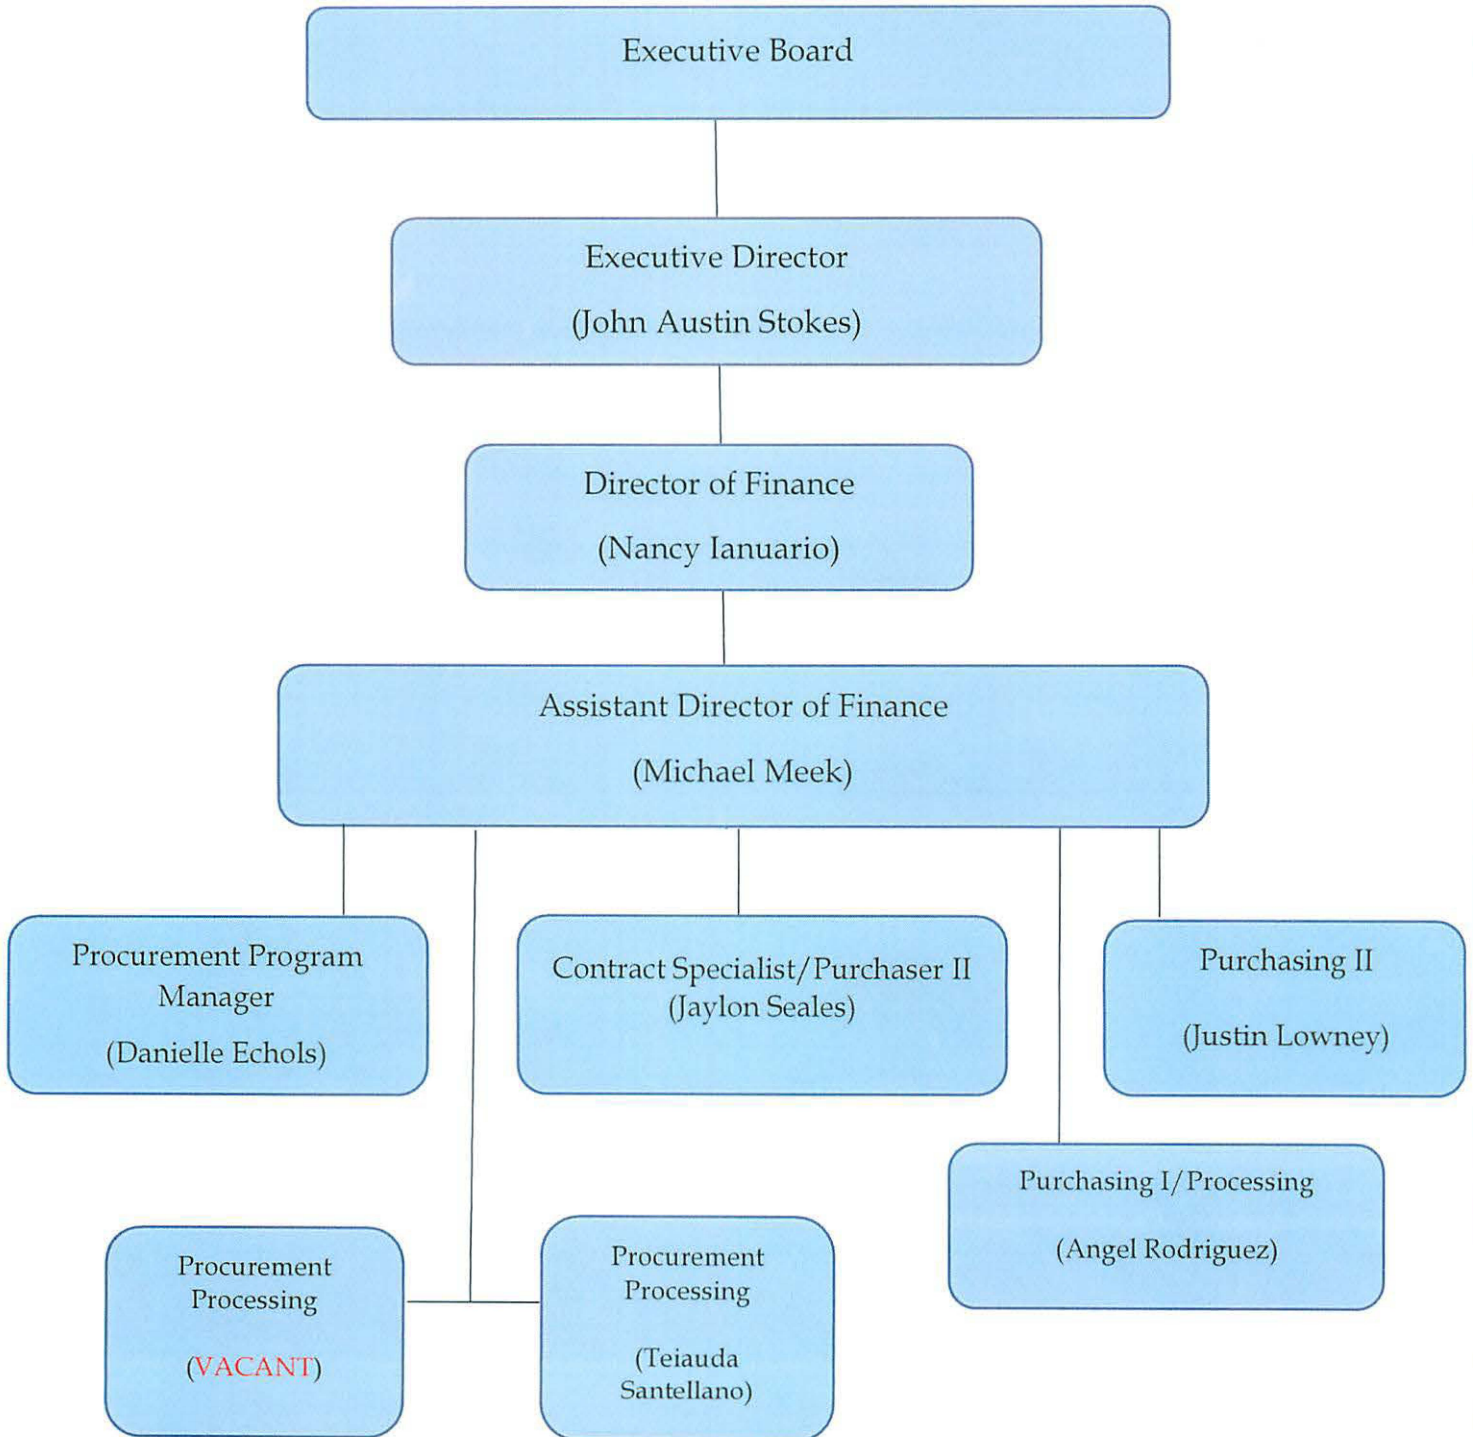 Executive Board
Executive Director
(John Austin Stokes)
Director of Finance
(Nancy Ianuario)
Assistant Director of Finance
(Michael Meek)
Procurement Program
Manager
(Danielle Echols)
Contract Specialist/Purchaser II
(Jaylon Seales)
Purchasing II
(Justin Lowney)
Purchasing I/Processing
(Angel Rodriguez)
Procurement
Processing
(VACANT)
Procurement
Processing
(Teiauda
Santellano)